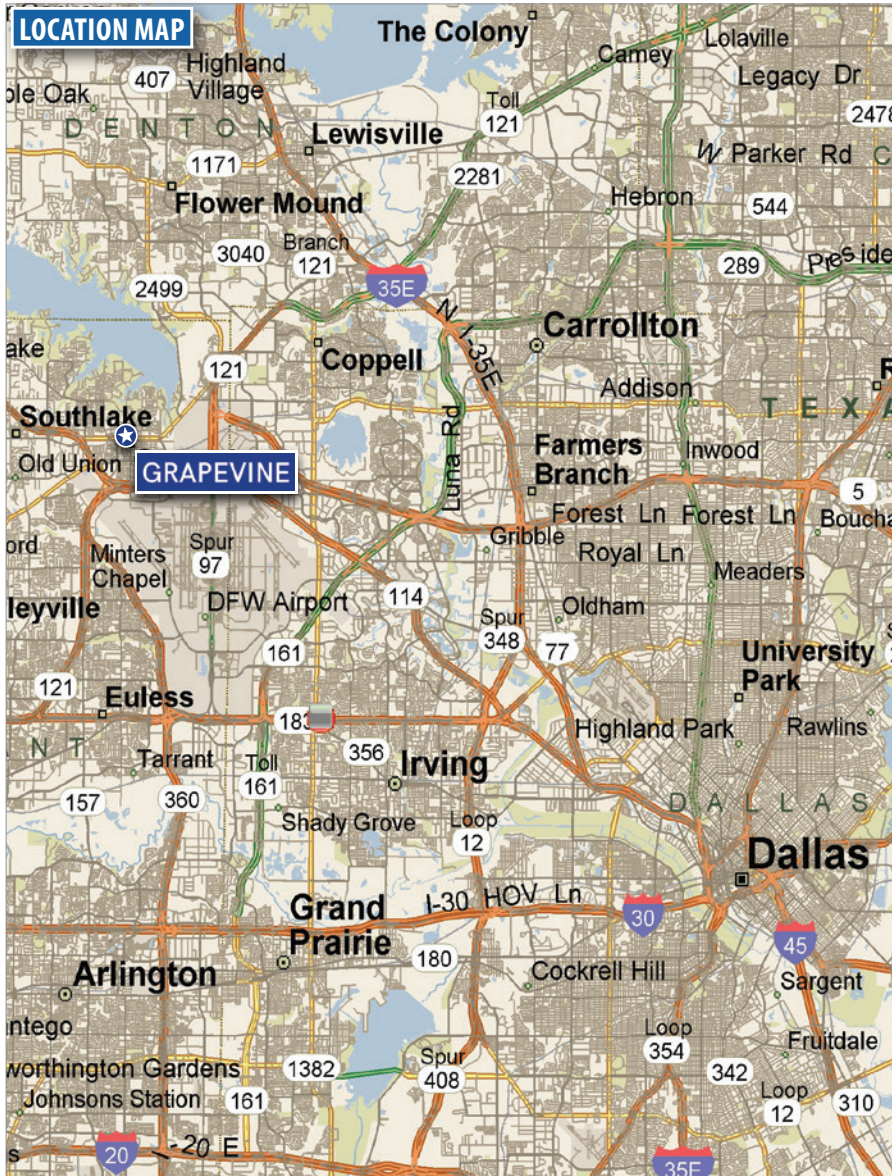 LOCATION MAP
The Colony
Lolaville
Carney
Highland
Village
407
Legacy Dr
ple Oak
Toll
121
2478
DENTON
Lewisville
W Parker Rd
C
1171
2281
Flower Mound
Hebron
544
3040
Branch
121
289
Preside
2499
35E
N I-35E
Carrollton
ake
121
Coppell
Addison
R
TEXA
Southlake
Luna Rd
Farmers
Branch
Inwood
Old Union
GRAPEVINE
5
Forest Ln
Forest Ln
Boucha
ord
Spur
97
Gribble
Royal Ln
Minters
Chapel
Meaders
114
leyville
DFW Airport
Oldham
Spur
348
161
77
University
Park
121
Euless
183
Highland Park
Rawlins
NT
356
Tarrant
Toll
161
Irving
157
360
DALLAS
Shady Grove
Loop
12
Dallas
I-30 HOV Ln
30
Grand
Prairie
45
180
Arlington
Cockrell Hill
Sargent
antego
Loop
354
Fruitdale
worthington Gardens
1382
Spur
408
342
Johnsons Station
161
Loop
12
310
s
20
I-20 E
35E